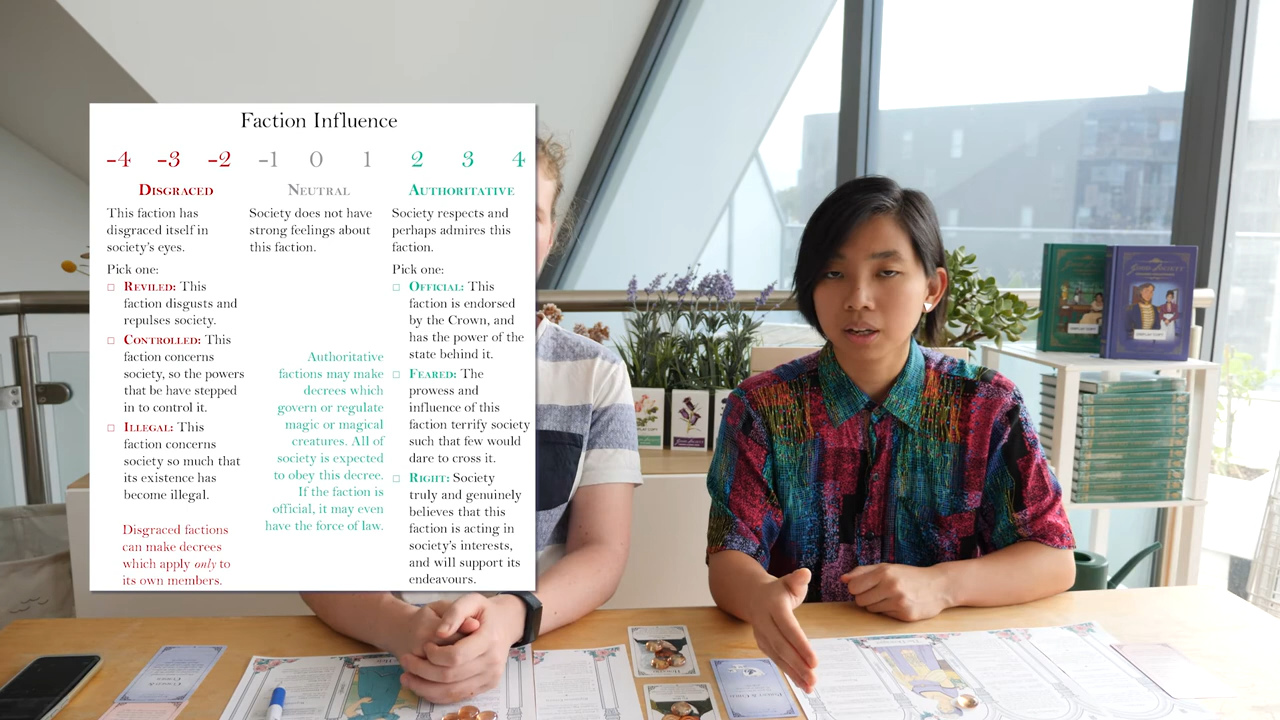 Faction Influence
-4 -3 -2 -1 0 1 2 3 4
DISGRACED
This faction has
disgraced itself in
society's eyes.
Pick one:
□ REVILED: This
faction disgusts and
repulses society.
□ CONTROLLED: This
faction concerns
society, so the powers
that be have stepped
in to control it.
□ ILLEGAL: This
faction concerns
society so much that
its existence has
become illegal.
Disgraced factions
can make decrees
which apply only to
its own members.
NEUTRAL
Society does not have
strong feelings about
this faction.
Authoritative
factions may make
decrees which
govern or regulate
magic or magical
creatures. All of
society is expected
to obey this decree.
If the faction is
official, it may even
have the force of law.
AUTHORITATIVE
Society respects and
perhaps admires this
faction.
Pick one:
□ OFFICIAL: This
faction is endorsed
by the Crown, and
has the power of the
state behind it.
□ FEARED: The
prowess and
influence of this
faction terrify society
such that few would
dare to cross it.
□ RIGHT: Society
truly and genuinely
believes that this
faction is acting in
society's interests,
and will support its
endeavours.
GOOD SOCIETY